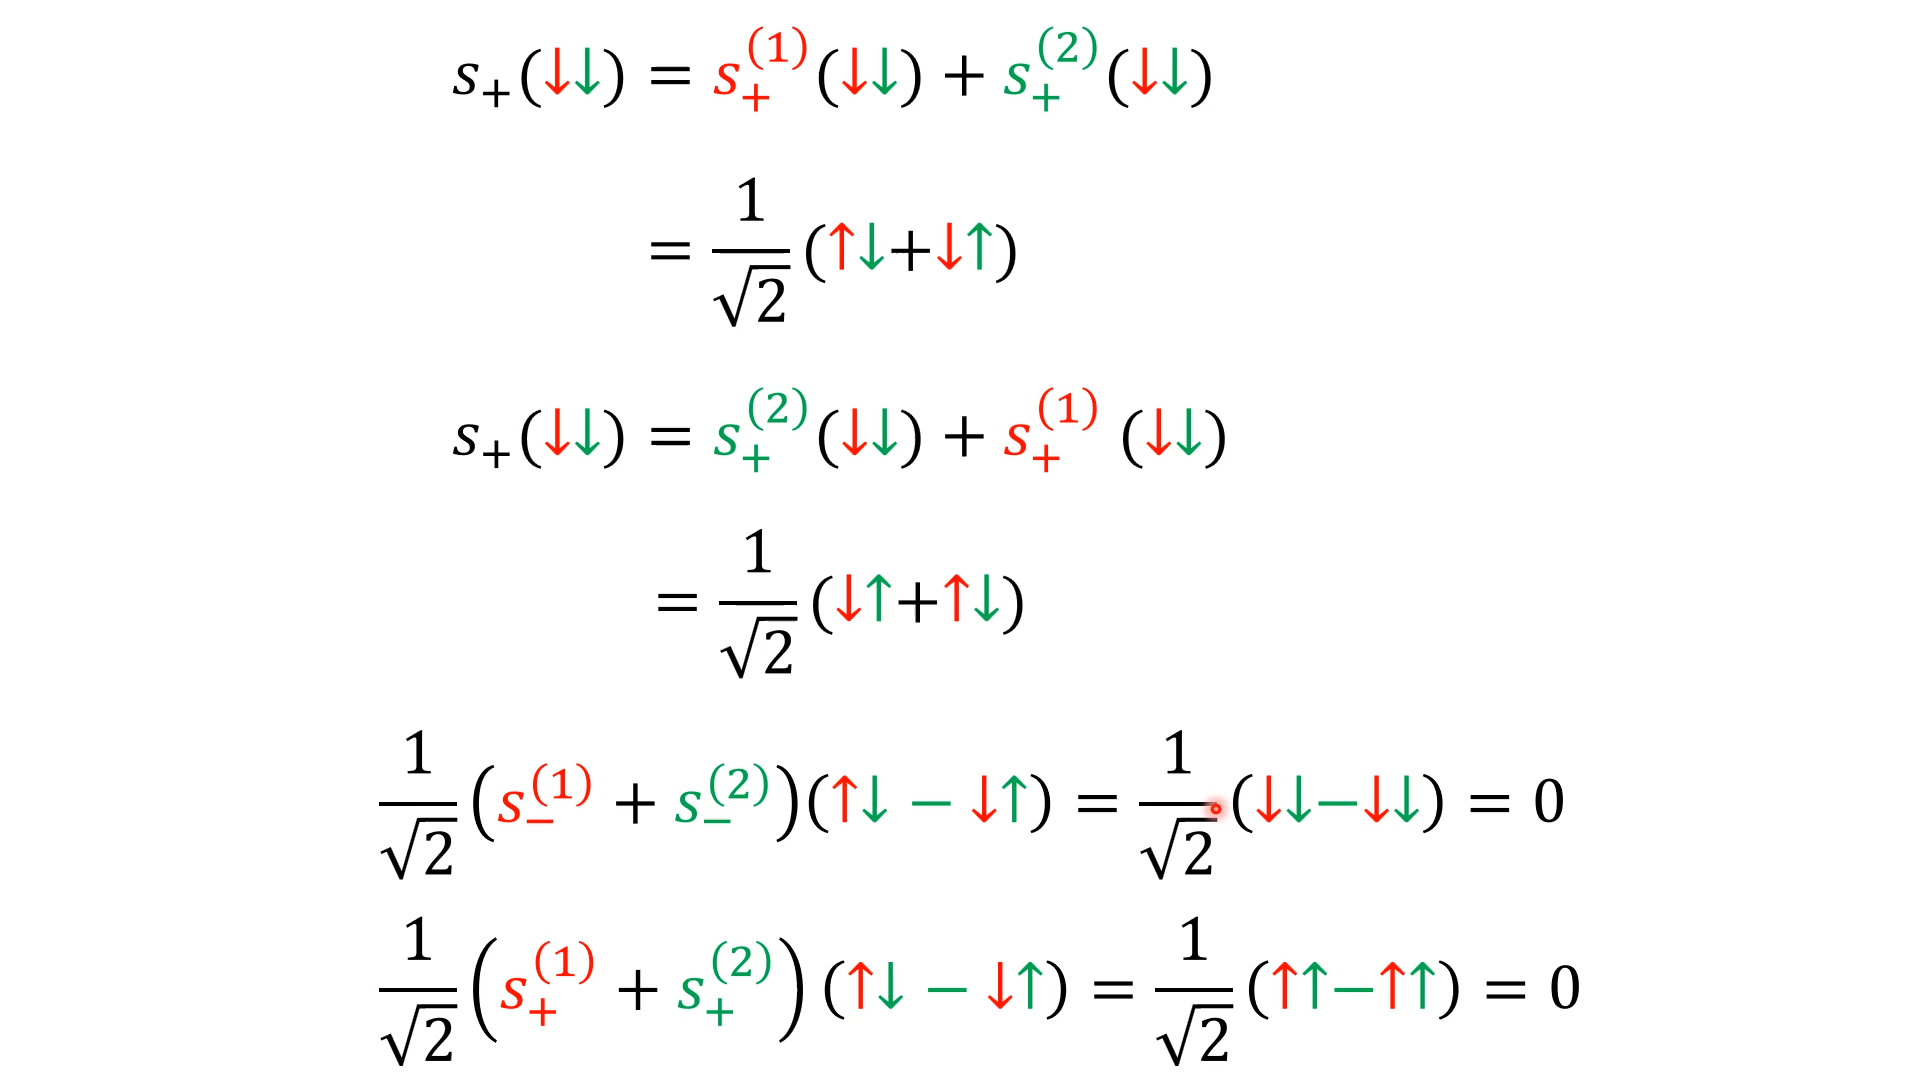 s₊(↓↓) = s₊⁽¹⁾(↓↓) + s₊⁽²⁾(↓↓)
= 1/√2 (↑↓+↓↑)
s₊(↓↓) = s₊⁽²⁾(↓↓) + s₊⁽¹⁾ (↓↓)
= 1/√2 (↓↑+↑↓)
1/√2 (s₋⁽¹⁾ + s₋⁽²⁾)(↑↓ − ↓↑) = 1/√2 (↓↓−↓↓) = 0
1/√2 (s₊⁽¹⁾ + s₊⁽²⁾) (↑↓ − ↓↑) = 1/√2 (↑↑−↑↑) = 0